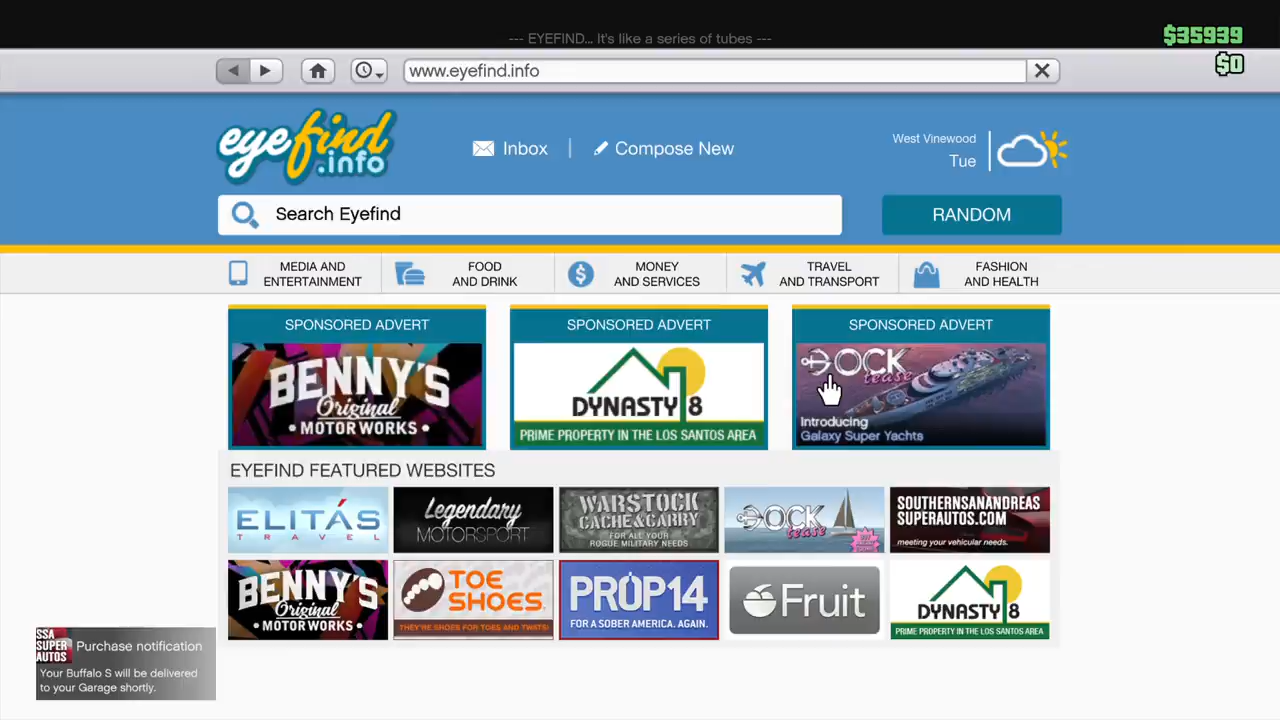 --- EYEFIND... It's like a series of tubes ---
$35939
$0
www.eyefind.info
eyefind
.info
Inbox
Compose New
West Vinewood
Tue
Search Eyefind
RANDOM
MEDIA AND
ENTERTAINMENT
FOOD
AND DRINK
MONEY
AND SERVICES
TRAVEL
AND TRANSPORT
FASHION
AND HEALTH
SPONSORED ADVERT
BENNY'S
Original
• MOTOR WORKS •
SPONSORED ADVERT
DYNASTY 8
PRIME PROPERTY IN THE LOS SANTOS AREA
SPONSORED ADVERT
DOCK
tease
Introducing
Galaxy Super Yachts
EYEFIND FEATURED WEBSITES
ELITÁS
TRAVEL
Legendary
MOTORSPORT
WARSTOCK
CACHE&CARRY
FOR ALL YOUR
ROGUE MILITARY NEEDS
DOCK
tease
SOUTHERNSANANDREAS
SUPERAUTOS.COM
meeting your vehicular needs.
BENNY'S
Original
• MOTOR WORKS •
TOE
SHOES
THEY'RE SHOES FOR TOES AND TWISTS!
PROP14
FOR A SOBER AMERICA. AGAIN.
Fruit
DYNASTY 8
PRIME PROPERTY IN THE LOS SANTOS AREA
SSA
SUPER
AUTOS
Purchase notification
Your Buffalo S will be delivered
to your Garage shortly.